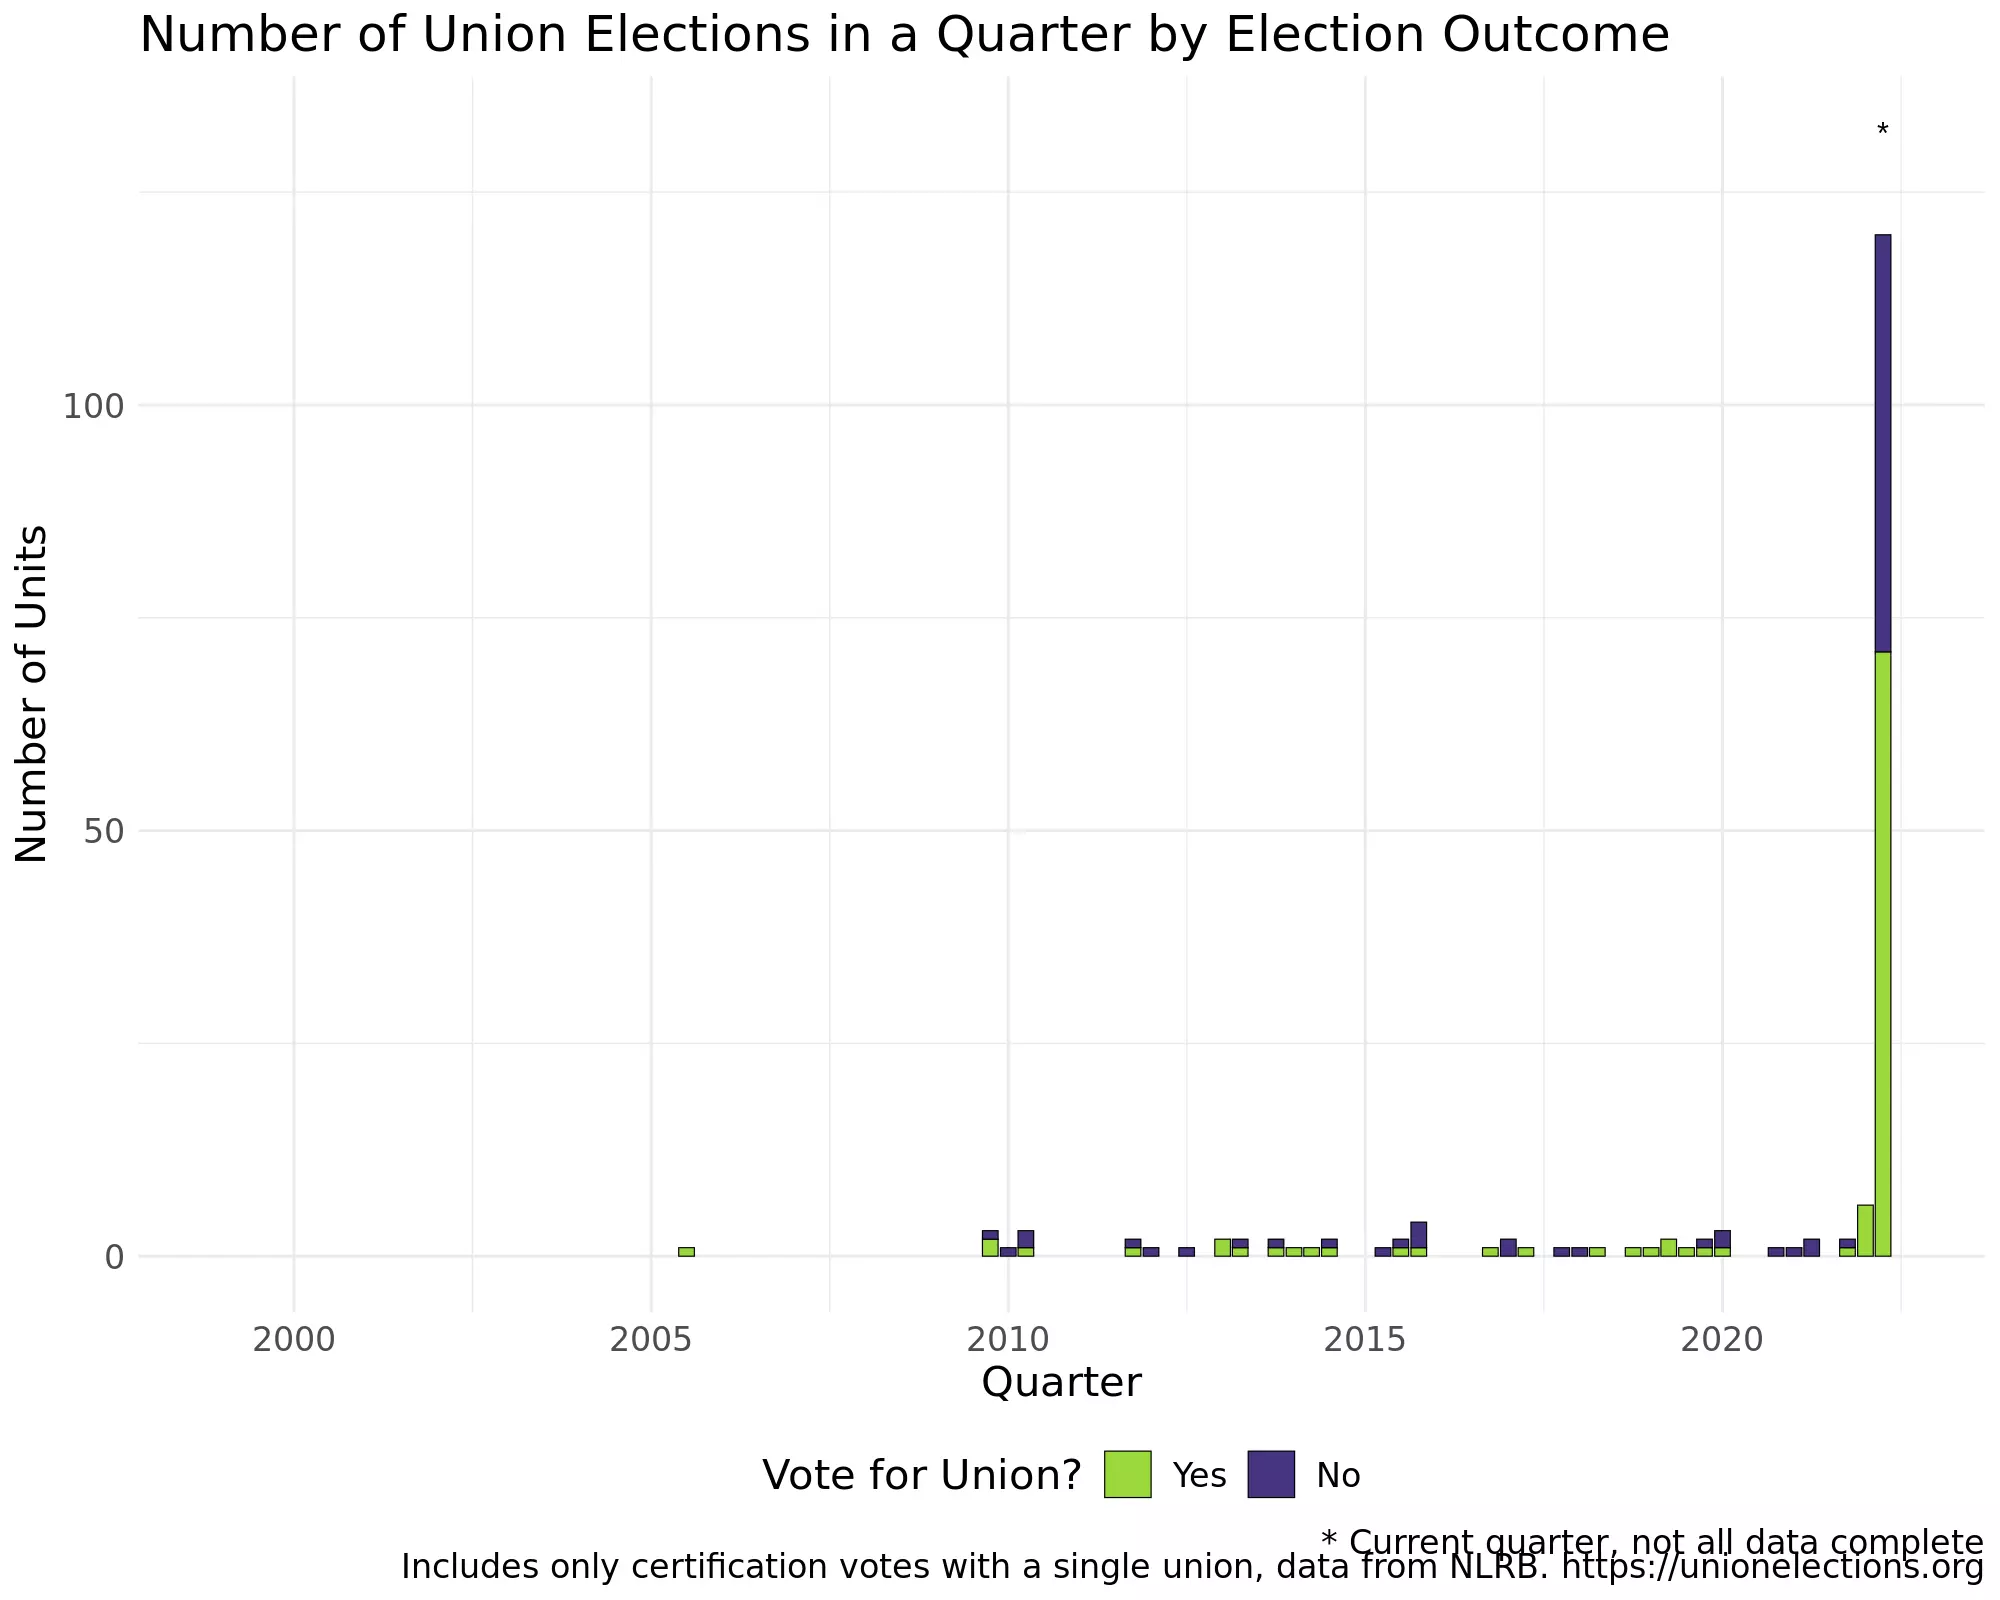 Number of Union Elections in a Quarter by Election Outcome
*
100
50
0
Number of Units
2000 2005 2010 2015 2020
Quarter
Vote for Union? Yes No
* Current quarter, not all data complete
Includes only certification votes with a single union, data from NLRB. https://unionelections.org